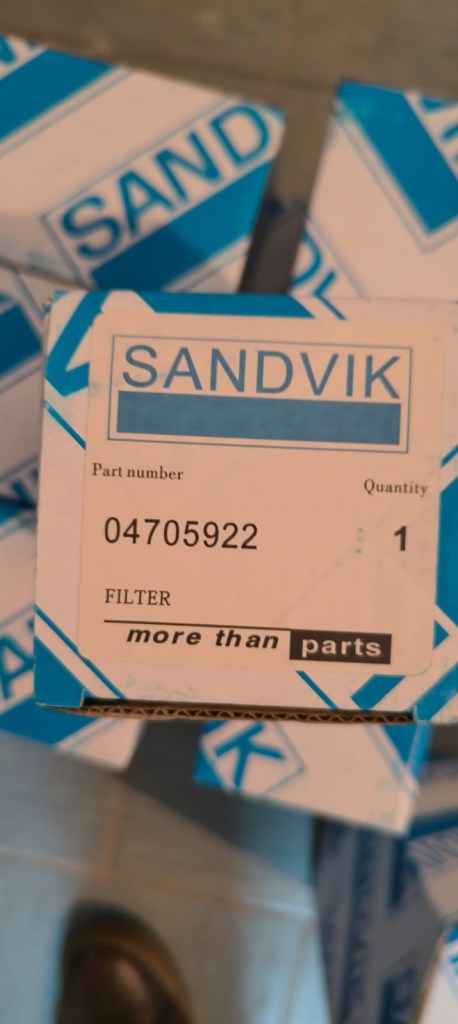 SAND
SANDVIK
Part number
Quantity
04705922
1
FILTER
more than parts
K